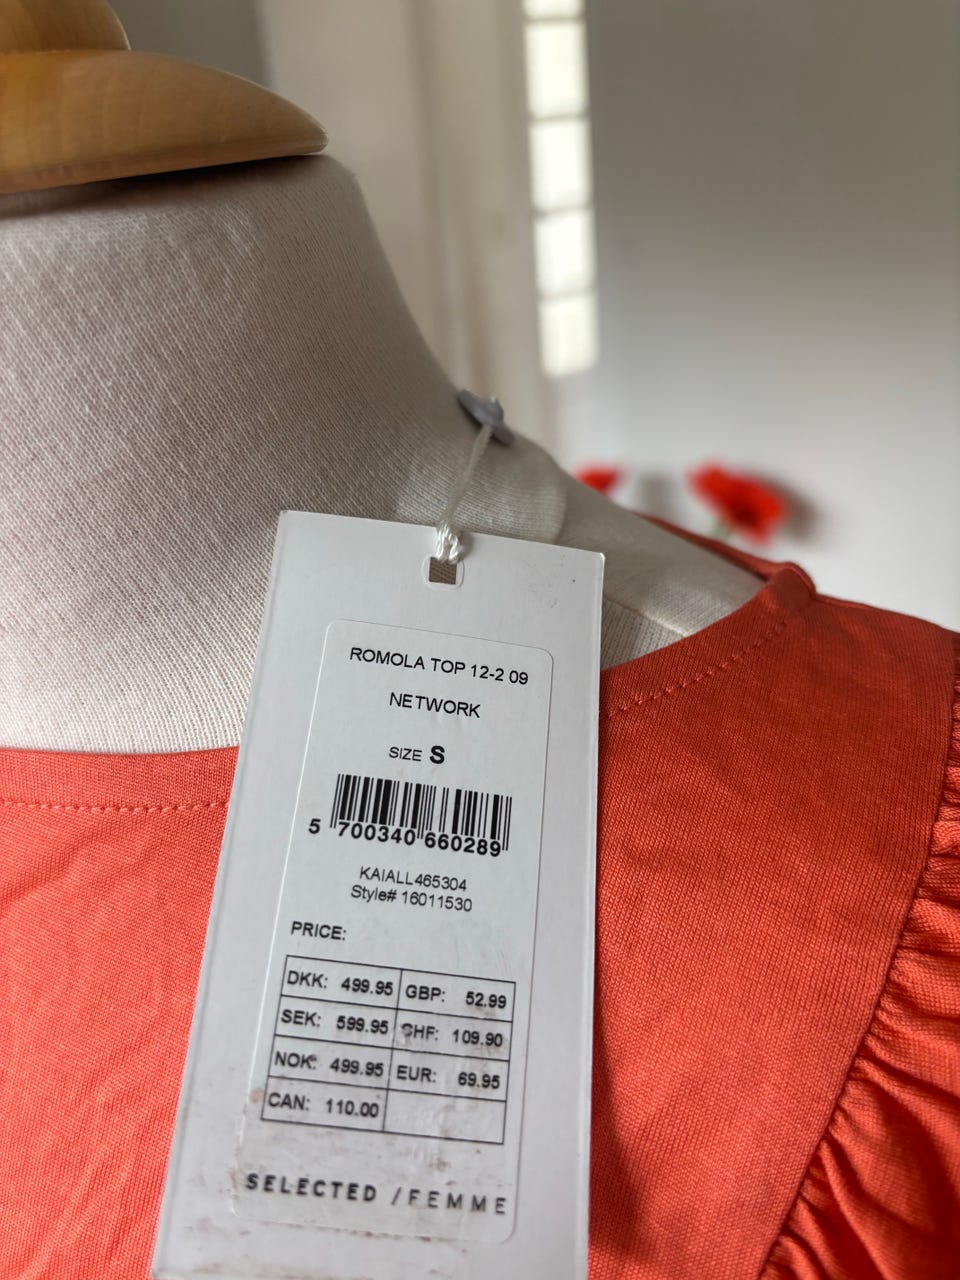 ROMOLA TOP 12-2 09
NETWORK
SIZE S
5 700340 660289
KAIALL465304
Style# 16011530
PRICE:
DKK: 499.95 GBP: 52.99
SEK: 599.95 CHF: 109.90
NOK: 499.95 EUR: 69.95
CAN: 110.00
SELECTED / FEMME